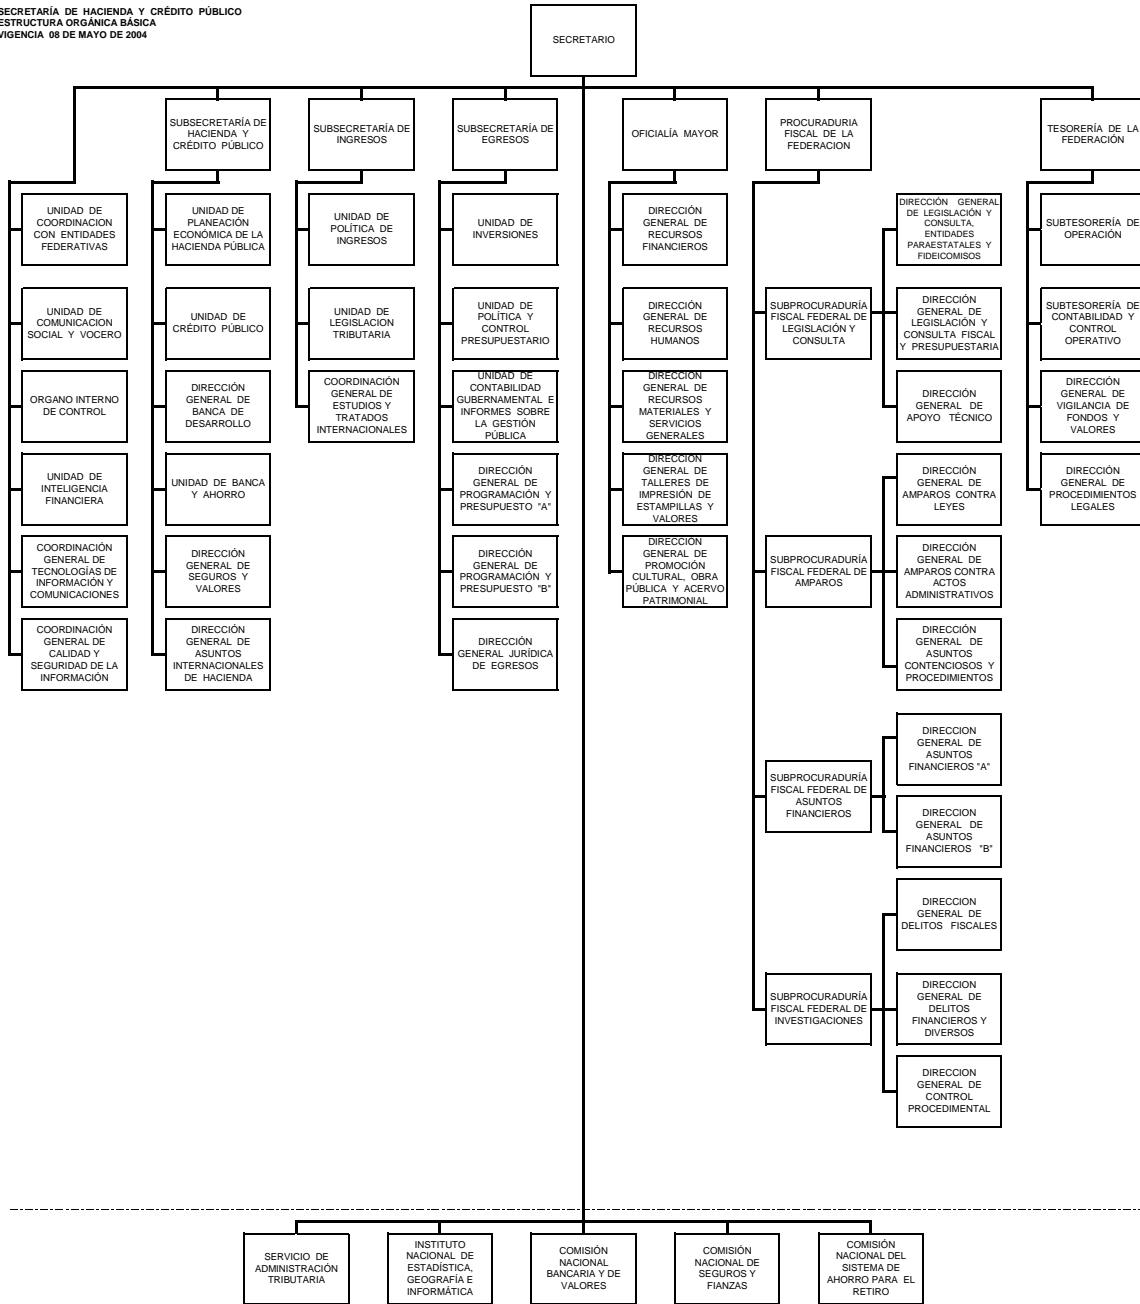 SECRETARÍA DE HACIENDA Y CRÉDITO PÚBLICO
ESTRUCTURA ORGÁNICA BÁSICA
VIGENCIA 08 DE MAYO DE 2004
SECRETARIO
SUBSECRETARÍA DE
HACIENDA Y
CRÉDITO PÚBLICO
SUBSECRETARÍA DE
INGRESOS
SUBSECRETARÍA DE
EGRESOS
OFICIALÍA MAYOR
PROCURADURIA
FISCAL DE LA
FEDERACION
TESORERÍA DE LA
FEDERACIÓN
UNIDAD DE
COORDINACION
CON ENTIDADES
FEDERATIVAS
UNIDAD DE
COMUNICACION
SOCIAL Y VOCERO
ORGANO INTERNO
DE CONTROL
UNIDAD DE
INTELIGENCIA
FINANCIERA
COORDINACIÓN
GENERAL DE
TECNOLOGÍAS DE
INFORMACIÓN Y
COMUNICACIONES
COORDINACIÓN
GENERAL DE
CALIDAD Y
SEGURIDAD DE LA
INFORMACIÓN
UNIDAD DE
PLANEACIÓN
ECONÓMICA DE LA
HACIENDA PÚBLICA
UNIDAD DE
CRÉDITO PÚBLICO
DIRECCIÓN
GENERAL DE
BANCA DE
DESARROLLO
UNIDAD DE BANCA
Y AHORRO
DIRECCIÓN
GENERAL DE
SEGUROS Y
VALORES
DIRECCIÓN
GENERAL DE
ASUNTOS
INTERNACIONALES
DE HACIENDA
UNIDAD DE
POLÍTICA DE
INGRESOS
UNIDAD DE
LEGISLACION
TRIBUTARIA
COORDINACIÓN
GENERAL DE
ESTUDIOS Y
TRATADOS
INTERNACIONALES
UNIDAD DE
INVERSIONES
UNIDAD DE
POLÍTICA Y
CONTROL
PRESUPUESTARIO
UNIDAD DE
CONTABILIDAD
GUBERNAMENTAL E
INFORMES SOBRE
LA GESTIÓN
PÚBLICA
DIRECCIÓN
GENERAL DE
PROGRAMACIÓN Y
PRESUPUESTO "A"
DIRECCIÓN
GENERAL DE
PROGRAMACIÓN Y
PRESUPUESTO "B"
DIRECCIÓN
GENERAL JURÍDICA
DE EGRESOS
DIRECCIÓN
GENERAL DE
RECURSOS
FINANCIEROS
DIRECCIÓN
GENERAL DE
RECURSOS
HUMANOS
DIRECCIÓN
GENERAL DE
RECURSOS
MATERIALES Y
SERVICIOS
GENERALES
DIRECCIÓN
GENERAL DE
TALLERES DE
IMPRESIÓN DE
ESTAMPILLAS Y
VALORES
DIRECCIÓN
GENERAL DE
PROMOCIÓN
CULTURAL, OBRA
PÚBLICA Y ACERVO
PATRIMONIAL
SUBPROCURADURÍA
FISCAL FEDERAL DE
LEGISLACIÓN Y
CONSULTA
DIRECCIÓN GENERAL
DE LEGISLACIÓN Y
CONSULTA,
ENTIDADES
PARAESTATALES Y
FIDEICOMISOS
DIRECCIÓN
GENERAL DE
LEGISLACIÓN Y
CONSULTA FISCAL
Y PRESUPUESTARIA
DIRECCIÓN
GENERAL DE
APOYO TÉCNICO
SUBPROCURADURÍA
FISCAL FEDERAL DE
AMPAROS
DIRECCIÓN
GENERAL DE
AMPAROS CONTRA
LEYES
DIRECCIÓN
GENERAL DE
AMPAROS CONTRA
ACTOS
ADMINISTRATIVOS
DIRECCIÓN
GENERAL DE
ASUNTOS
CONTENCIOSOS Y
PROCEDIMIENTOS
SUBPROCURADURÍA
FISCAL FEDERAL DE
ASUNTOS
FINANCIEROS
DIRECCION
GENERAL DE
ASUNTOS
FINANCIEROS "A"
DIRECCION
GENERAL DE
ASUNTOS
FINANCIEROS "B"
SUBPROCURADURÍA
FISCAL FEDERAL DE
INVESTIGACIONES
DIRECCION
GENERAL DE
DELITOS FISCALES
DIRECCION
GENERAL DE
DELITOS
FINANCIEROS Y
DIVERSOS
DIRECCION
GENERAL DE
CONTROL
PROCEDIMENTAL
SUBTESORERÍA DE
OPERACIÓN
SUBTESORERÍA DE
CONTABILIDAD Y
CONTROL
OPERATIVO
DIRECCIÓN
GENERAL DE
VIGILANCIA DE
FONDOS Y
VALORES
DIRECCIÓN
GENERAL DE
PROCEDIMIENTOS
LEGALES
SERVICIO DE
ADMINISTRACIÓN
TRIBUTARIA
INSTITUTO
NACIONAL DE
ESTADÍSTICA,
GEOGRAFÍA E
INFORMÁTICA
COMISIÓN
NACIONAL
BANCARIA Y DE
VALORES
COMISIÓN
NACIONAL DE
SEGUROS Y
FIANZAS
COMISIÓN
NACIONAL DEL
SISTEMA DE
AHORRO PARA EL
RETIRO